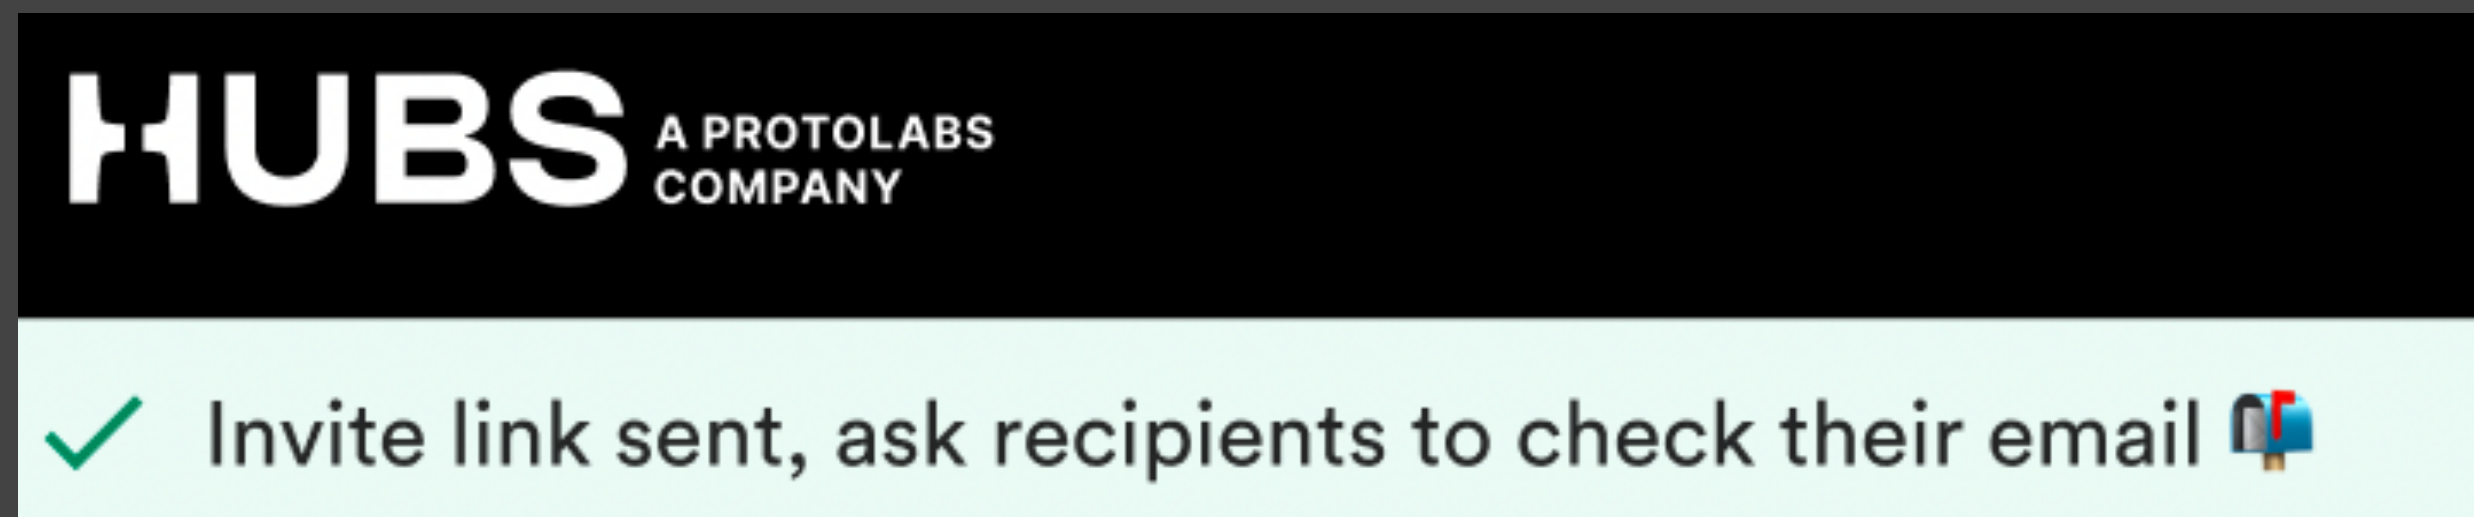 HUBS
A PROTOLABS
COMPANY
Invite link sent, ask recipients to check their email 📬